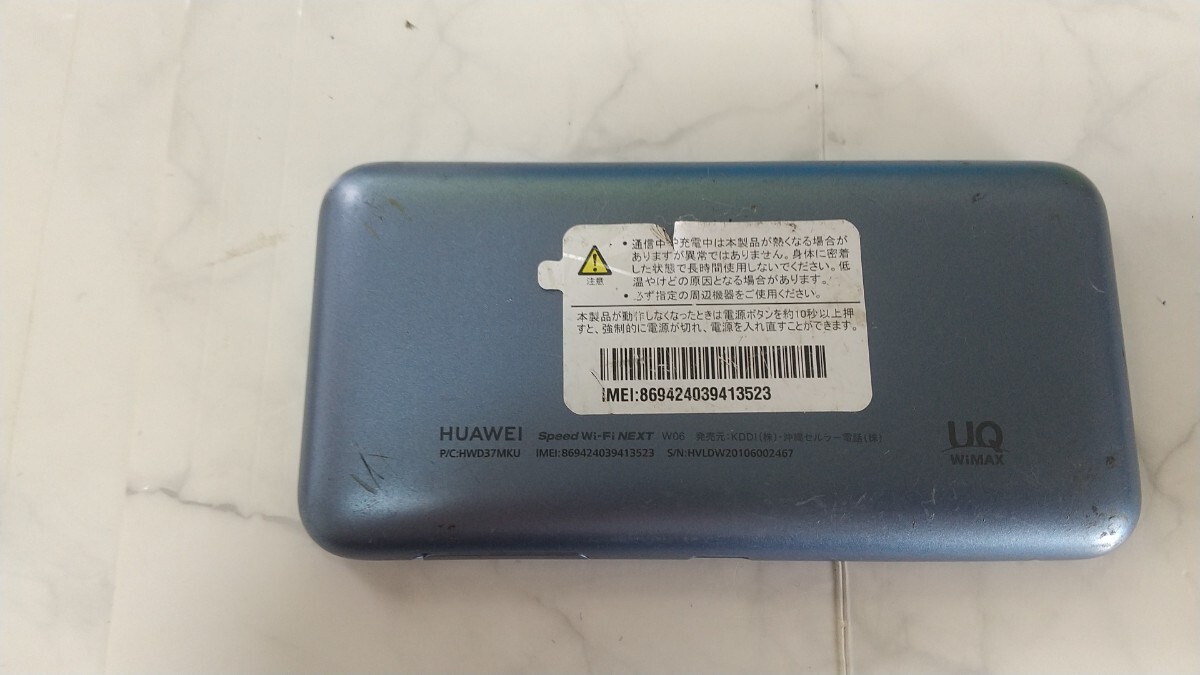 ・通信中や充電中は本製品が熱くなる場合が
ありますが異常ではありません。身体に密着
した状態で長時間使用しないでください。低
温やけどの原因となる場合があります。
・必ず指定の周辺機器をご使用ください。
注意
本製品が動作しなくなったときは電源ボタンを約10秒以上押
すと、強制的に電源が切れ、電源を入れ直すことができます。
IMEI:869424039413523
HUAWEI Speed Wi-Fi NEXT W06 発売元:KDDI(株)・沖縄セルラー電話(株)
P/C:HWD37MKU IMEI:869424039413523 S/N:HVLDW20106002467
UQ
WiMAX